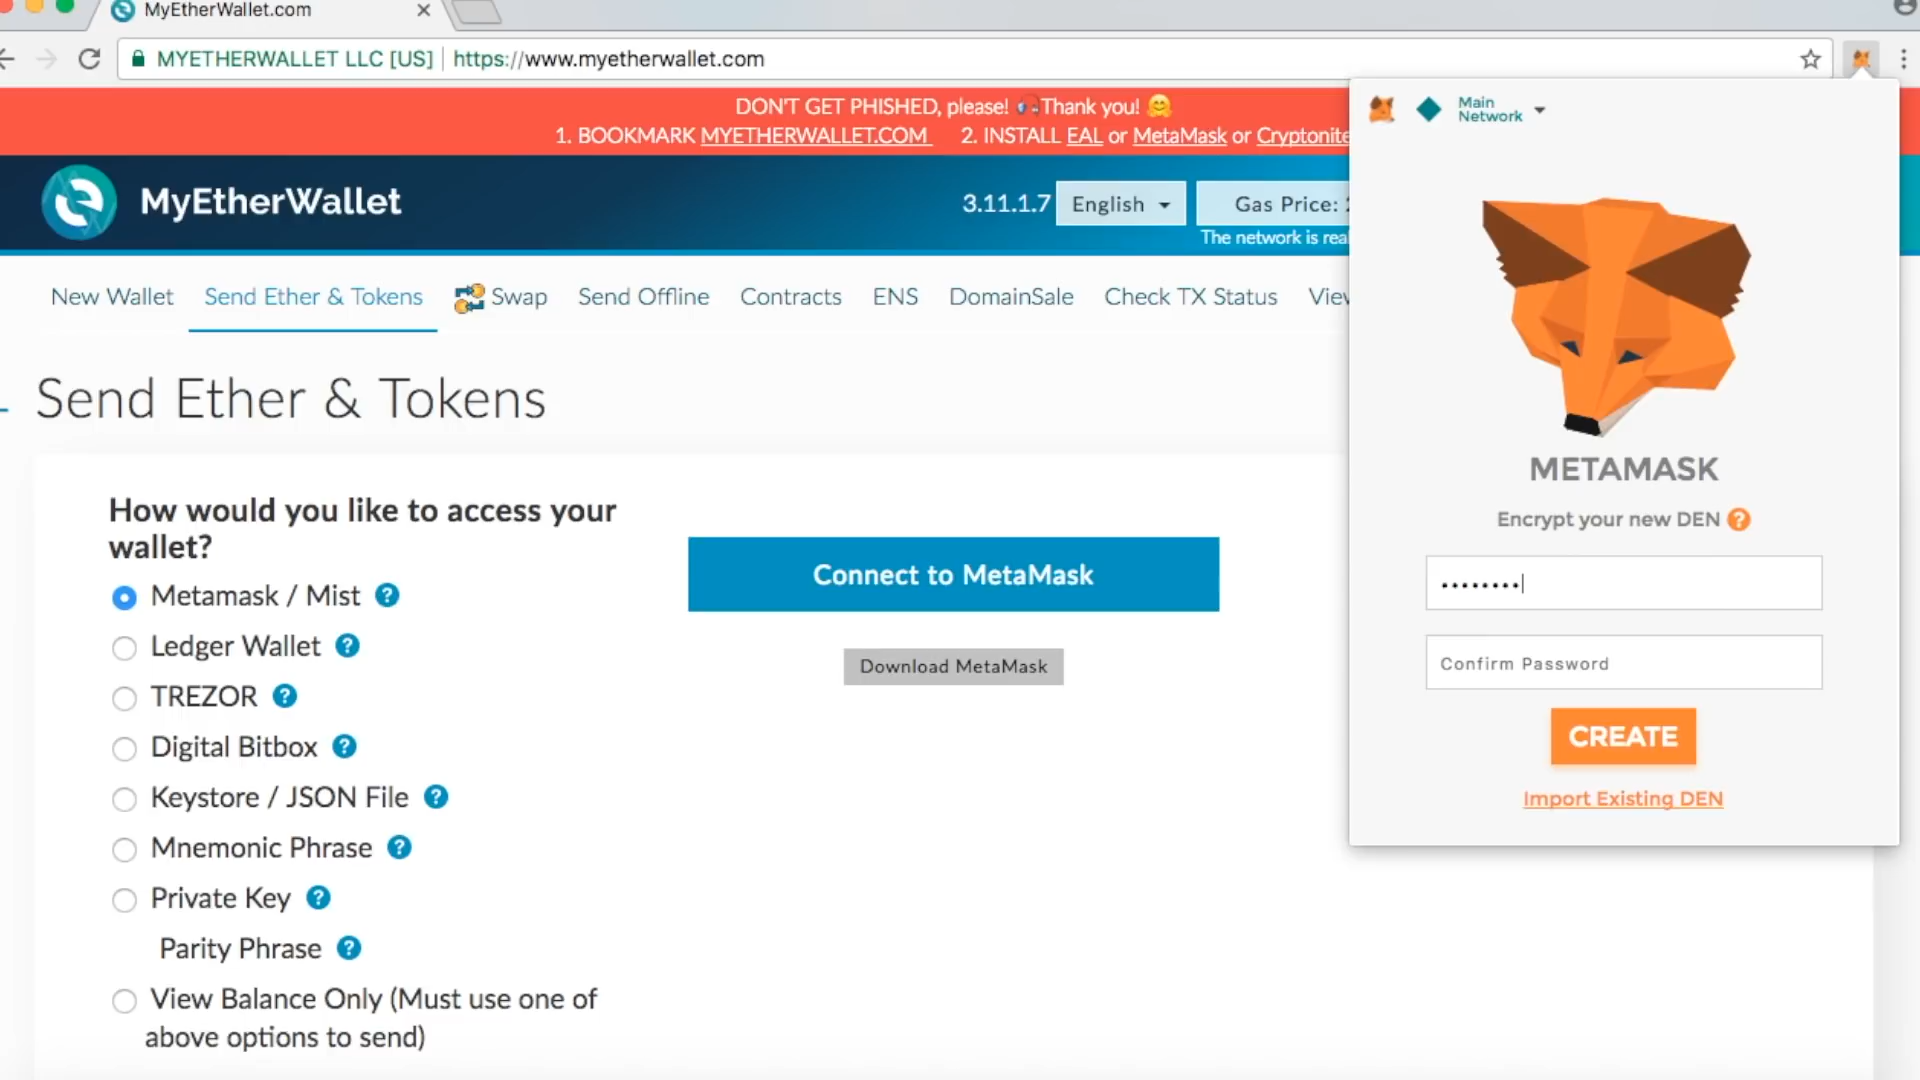 MyEtherWallet.com
MYETHERWALLET LLC [US] https://www.myetherwallet.com
DON'T GET PHISHED, please! Thank you!
1. BOOKMARK MYETHERWALLET.COM 2. INSTALL EAL or MetaMask or Cryptonite
MyEtherWallet
3.11.1.7 English Gas Price:
The network is
New Wallet Send Ether & Tokens Swap Send Offline Contracts ENS DomainSale Check TX Status
Send Ether & Tokens
How would you like to access your
wallet?
Metamask / Mist ?
Ledger Wallet ?
TREZOR ?
Digital Bitbox ?
Keystore / JSON File ?
Mnemonic Phrase ?
Private Key ?
Parity Phrase ?
View Balance Only (Must use one of
above options to send)
Connect to MetaMask
Download MetaMask
Main
Network
METAMASK
Encrypt your new DEN ?
Confirm Password
CREATE
Import Existing DEN